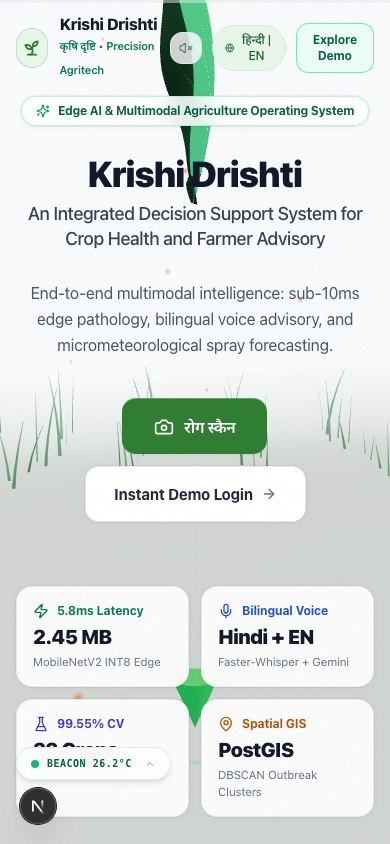 Krishi Drishti
कृषि दृष्टि • Precision
Agritech
हिन्दी |
EN
Explore
Demo
Edge AI & Multimodal Agriculture Operating System
Krishi Drishti
An Integrated Decision Support System for
Crop Health and Farmer Advisory
End-to-end multimodal intelligence: sub-10ms
edge pathology, bilingual voice advisory, and
micrometeorological spray forecasting.
रोग स्कैन
Instant Demo Login
5.8ms Latency
2.45 MB
MobileNetV2 INT8 Edge
Bilingual Voice
Hindi + EN
Faster-Whisper + Gemini
99.55% CV
Spatial GIS
PostGIS
DBSCAN Outbreak
Clusters
BEACON 26.2°C
N